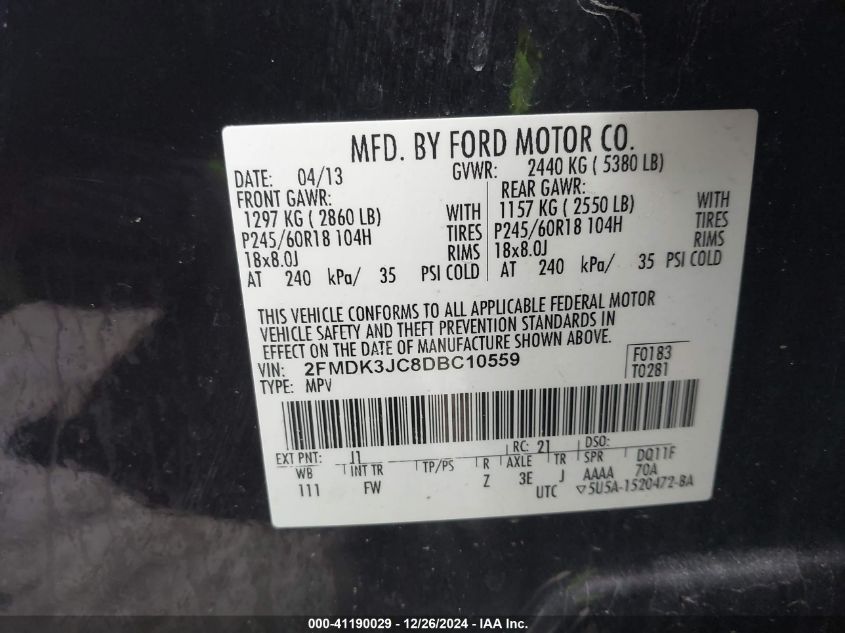 MFD. BY FORD MOTOR CO.
DATE: 04/13 GVWR: 2440 KG ( 5380 LB)
FRONT GAWR: REAR GAWR:
1297 KG ( 2860 LB) WITH 1157 KG ( 2550 LB) WITH
P245/60R18 104H TIRES P245/60R18 104H TIRES
18x8.0J RIMS 18x8.0J RIMS
AT 240 kPa/ 35 PSI COLD AT 240 kPa/ 35 PSI COLD
THIS VEHICLE CONFORMS TO ALL APPLICABLE FEDERAL MOTOR
VEHICLE SAFETY AND THEFT PREVENTION STANDARDS IN
EFFECT ON THE DATE OF MANUFACTURE SHOWN ABOVE.
VIN: 2FMDK3JC8DBC10559 F0183
TYPE: MPV T0281
EXT PNT: J1 RC: 21 DSO: DQ11F
WB INT TR TP/PS R AXLE TR SPR 70A
111 FW Z 3E J AAAA
UTC ▽5U5A-1520472-BA
000-41190029 - 12/26/2024 - IAA Inc.